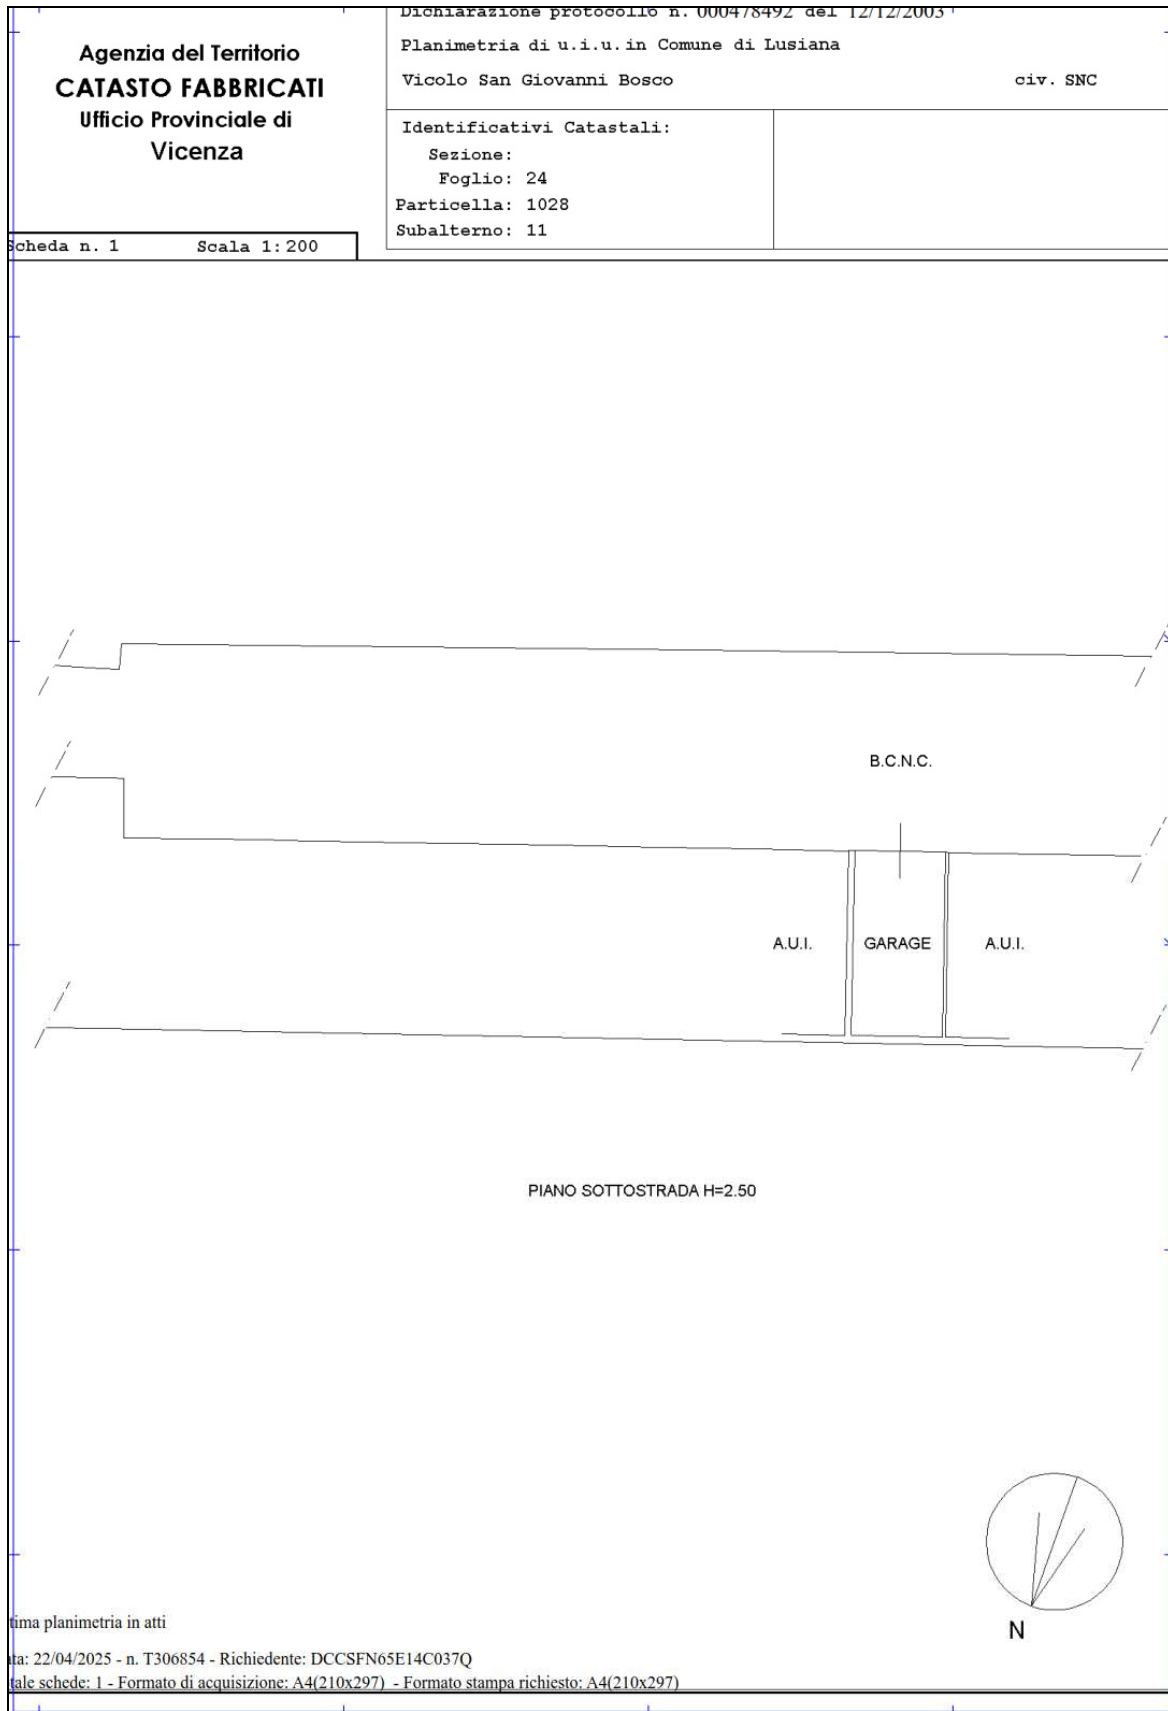 Agenzia del Territorio
CATASTO FABBRICATI
Ufficio Provinciale di
Vicenza
Dichiarazione protocollo n. 000478492 del 12/12/2003
Planimetria di u.i.u. in Comune di Lusiana
Vicolo San Giovanni Bosco civ. SNC
Identificativi Catastali:
Sezione:
Foglio: 24
Particella: 1028
Subalterno: 11
Scheda n. 1 Scala 1:200
B.C.N.C.
A.U.I. GARAGE A.U.I.
PIANO SOTTOSTRADA H=2.50
N
tima planimetria in atti
ta: 22/04/2025 - n. T306854 - Richiedente: DCCSFN65E14C037Q
tale schede: 1 - Formato di acquisizione: A4(210x297) - Formato stampa richiesto: A4(210x297)